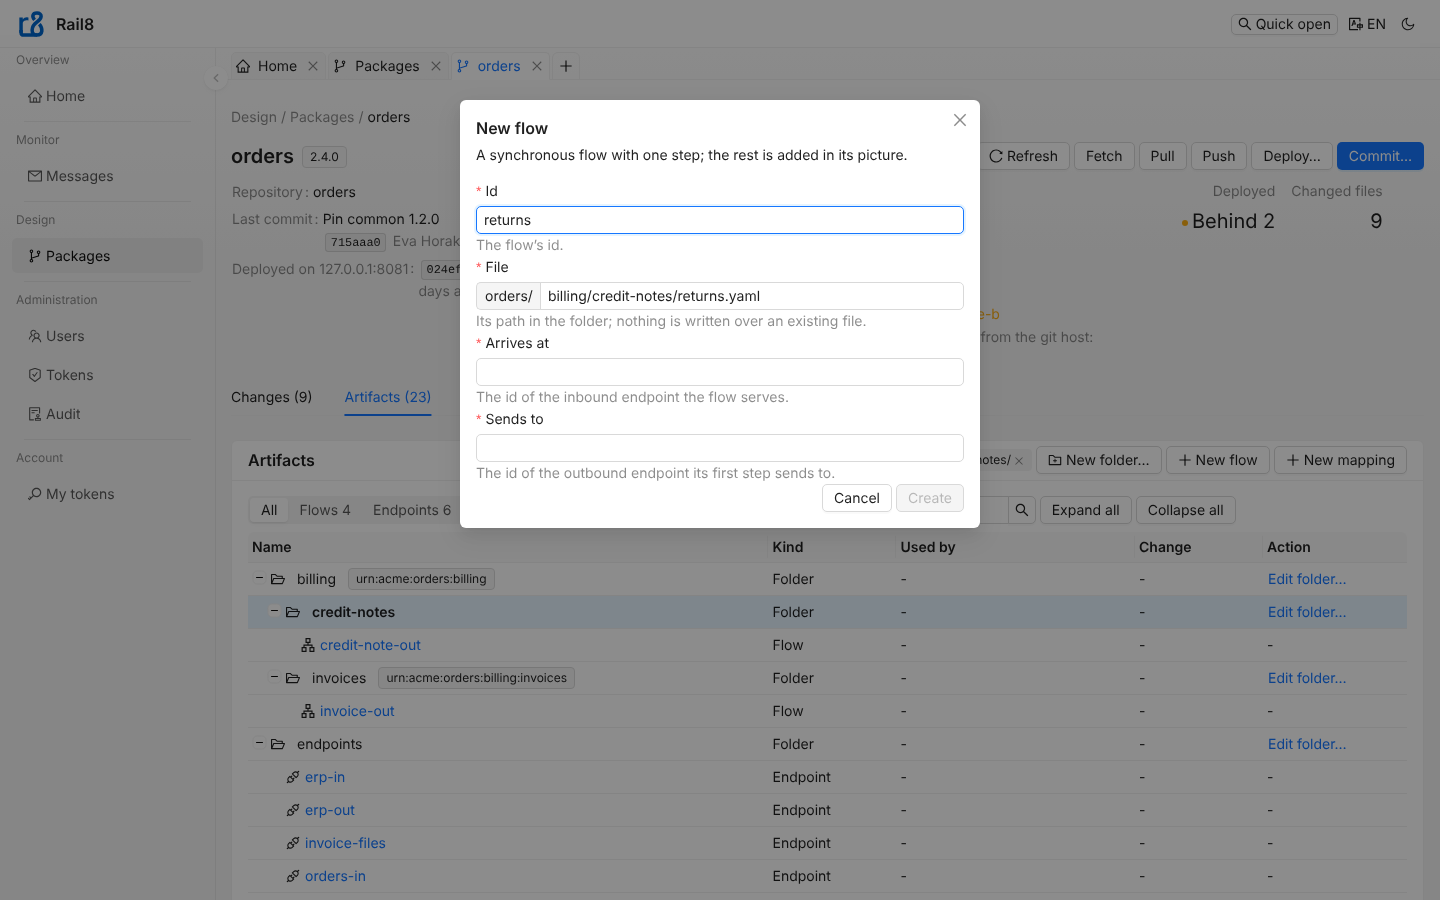 Rail8
Quick open
EN
Overview
Home
Monitor
Messages
Design
Packages
Administration
Users
Tokens
Audit
Account
My tokens
Home
Packages
orders
Design / Packages / orders
orders 2.4.0
Refresh
Fetch
Pull
Push
Deploy...
Commit...
Repository: orders
Last commit: Pin common 1.2.0
715aaa0 Eva Horak
Deployed on 127.0.0.1:8081: 024ef
days a
Deployed
Behind 2
Changed files
9
e-b
from the git host:
Changes (9)
Artifacts (23)
New flow
A synchronous flow with one step; the rest is added in its picture.
* Id
returns
The flow's id.
* File
orders/ billing/credit-notes/returns.yaml
Its path in the folder; nothing is written over an existing file.
* Arrives at
The id of the inbound endpoint the flow serves.
* Sends to
The id of the outbound endpoint its first step sends to.
Cancel
Create
Artifacts
notes/
New folder...
New flow
New mapping
All
Flows 4
Endpoints 6
Expand all
Collapse all
Name Kind Used by Change Action
billing urn:acme:orders:billing Folder - - Edit folder...
credit-notes Folder - - Edit folder...
credit-note-out Flow - - -
invoices urn:acme:orders:billing:invoices Folder - - Edit folder...
invoice-out Flow - - -
endpoints Folder - - Edit folder...
erp-in Endpoint - - -
erp-out Endpoint - - -
invoice-files Endpoint - - -
orders-in Endpoint - - -